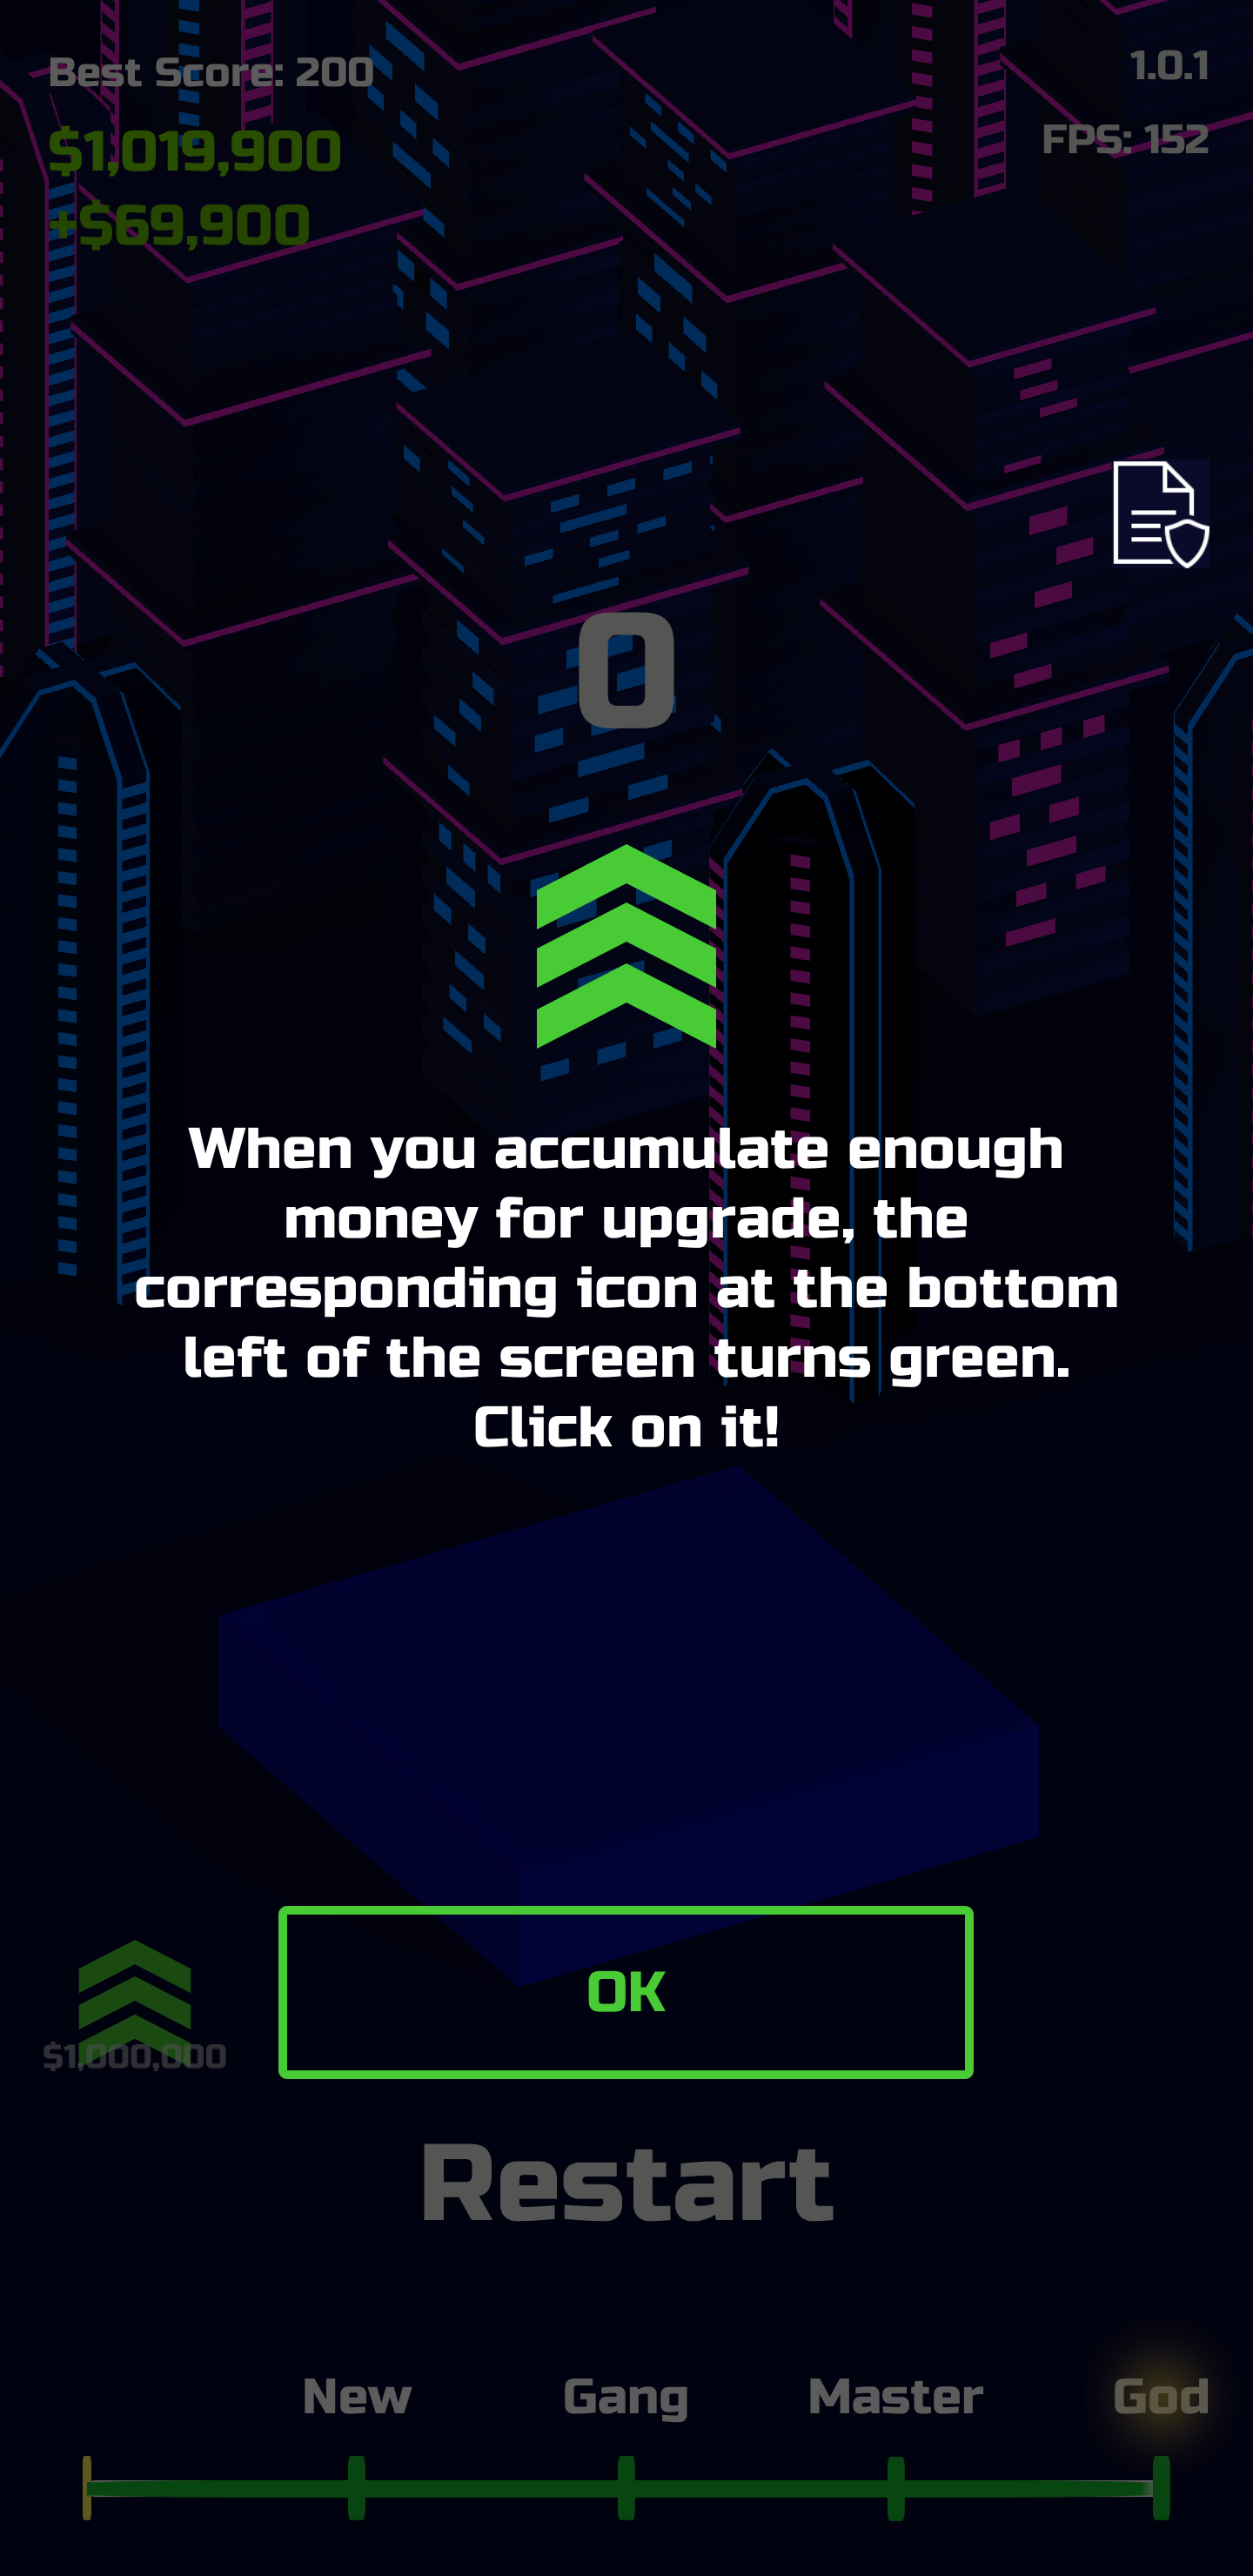 Best Score: 200
1.0.1
$1,019,900
FPS: 152
+$69,900
0
When you accumulate enough
money for upgrade, the
corresponding icon at the bottom
left of the screen turns green.
Click on it!
OK
$1,000,000
Restart
New Gang Master God